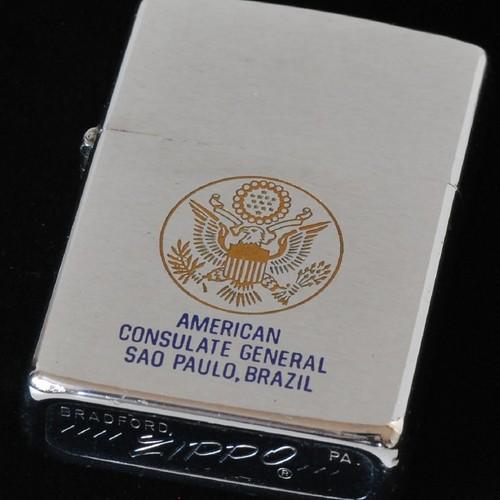 AMERICAN
CONSULATE GENERAL
SAO PAULO, BRAZIL
BRADFORD, PA.
//// ZIPPO ® ///